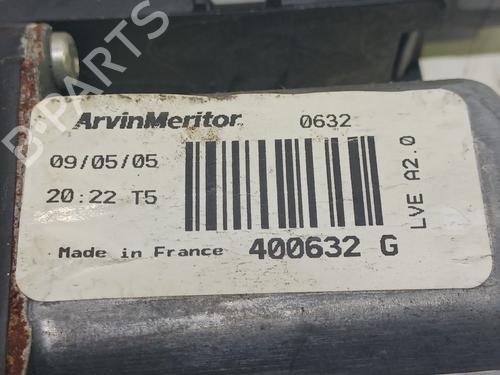 ArvinMeritor 0632
09/05/05
20:22 T5
LVE A2.0
Made in France 400632 G
B-PARTS